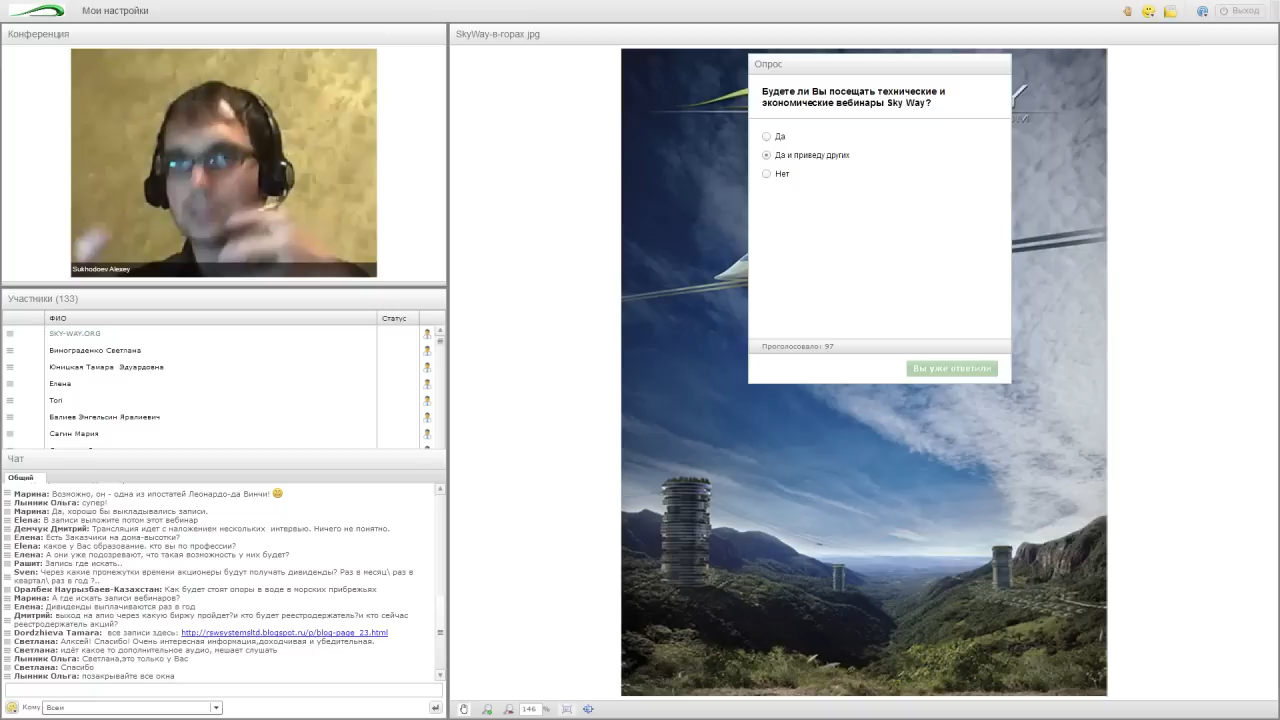 Мои настройки
Выход
Конференция
SkyWay-в-горах.jpg
Sukhodoev Alexey
Опрос
Будете ли Вы посещать технические и
экономические вебинары Sky Way?
Да
Да и приведу других
Нет
Проголосовало: 97
Вы уже ответили
Участники (133)
ФИО
Статус
SKY-WAY.ORG
Винограденко Светлана
Юницкая Тамара Эдуардовна
Елена
Tori
Балиев Энгельсин Яралиевич
Сагин Мария
Чат
Общий
Марина: Возможно, он - одна из ипостатей Леонардо-да Винчи!
Лынник Ольга: супер!
Марина: Да, хорошо бы выкладывались записи.
Elena: В записи выложите потом этот вебинар
Демчук Дмитрий: Трансляция идет с наложением нескольких интервью. Ничего не понятно.
Елена: Есть Заказчики на дома-высотки?
Elena: какое у Вас образование, кто вы по профессии?
Елена: А они уже подозревают, что такая возможность у них будет?
Рашит: Запись где искать..
Sven: Через какие промежутки времени акционеры будут получать дивиденды? Раз в месяц\ раз в
квартал\ раз в год ?..
Оралбек Наурызбаев-Казахстан: Как будет стоят опоры в воде в морских прибрежьях
Марина: А где искать записи вебинаров?
Елена: Дивиденды выплачиваются раз в год
Дмитрий: выход на апио через какую биржу пройдет?и кто будет реестродержатель?и кто сейчас
реестродержатель акций?
Dordzhieva Tamara: все записи здесь: http://rswsystemsltd.blogspot.ru/p/blog-page_23.html
Светлана: Алксей! Спасибо! Очень интересная информация,доходчивая и убедительная.
Светлана: идёт какое то дополнительное аудио, мешает слушать
Лынник Ольга: Светлана,это только у Вас
Светлана: Спасибо
Лынник Ольга: позакрывайте все окна
Кому
Всем
146 %